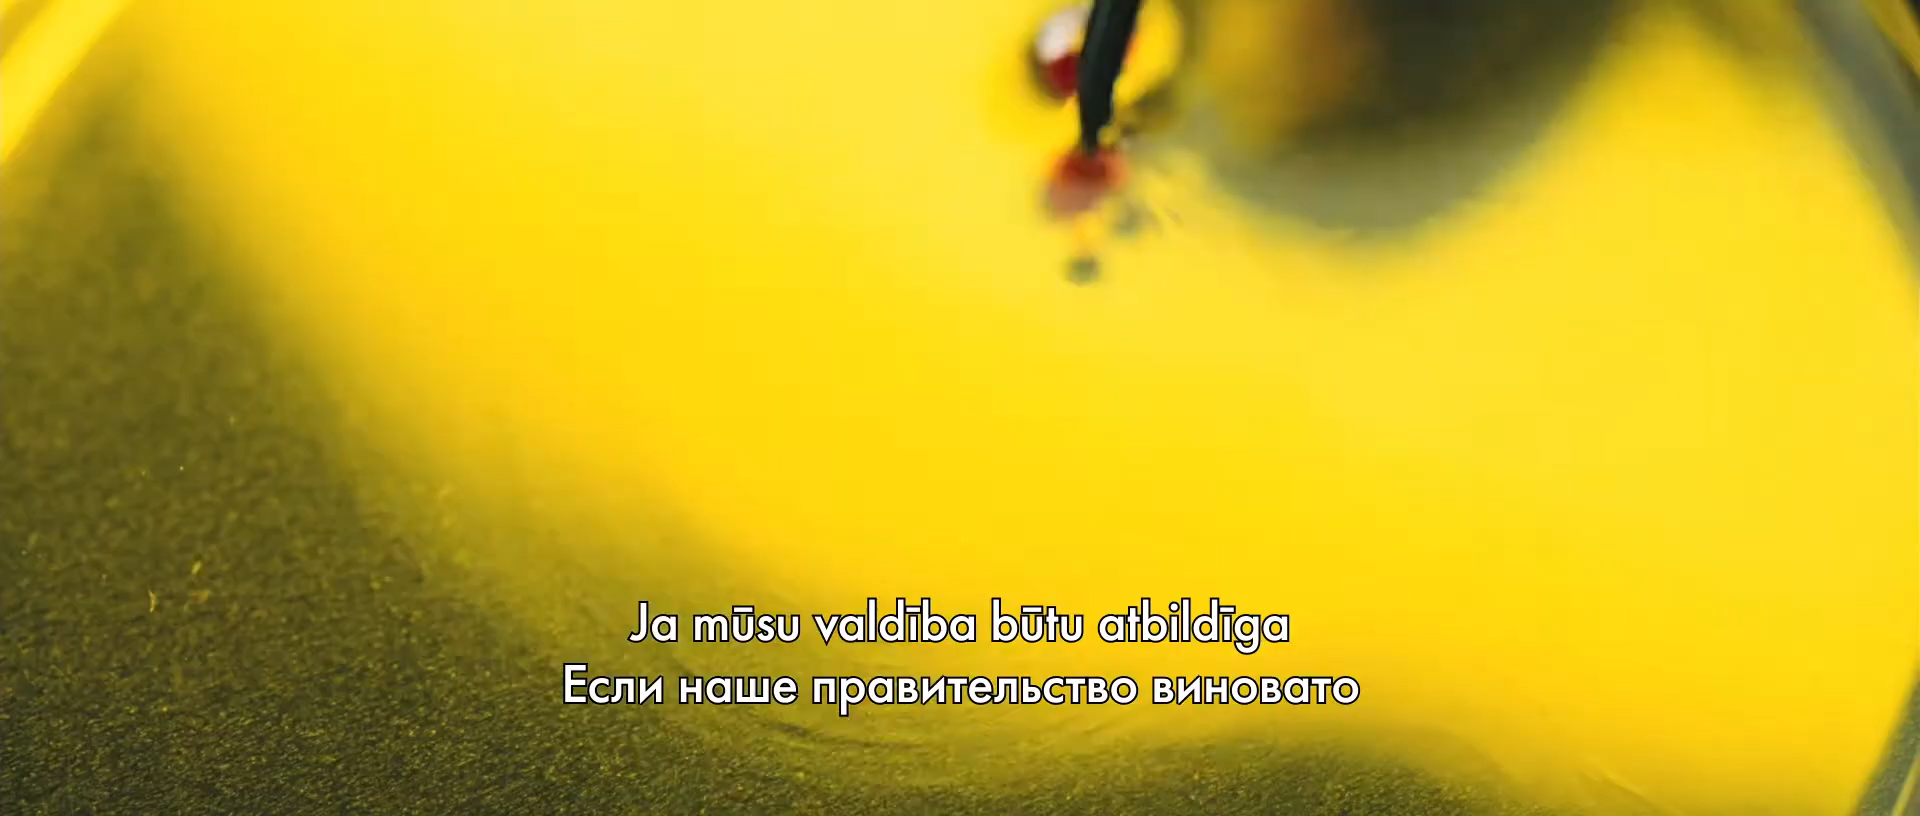 Ja mūsu valdība būtu atbildīga
Если наше правительство виновато